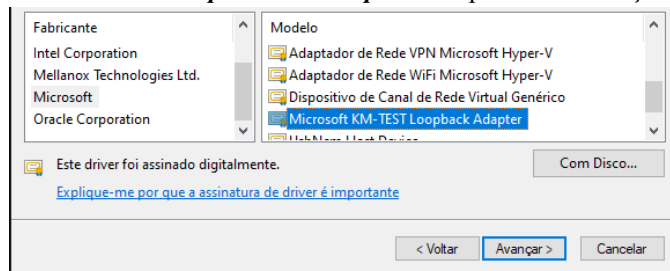 Fabricante
Modelo
Intel Corporation
Mellanox Technologies Ltd.
Microsoft
Oracle Corporation
Adaptador de Rede VPN Microsoft Hyper-V
Adaptador de Rede WiFi Microsoft Hyper-V
Dispositivo de Canal de Rede Virtual Genérico
Microsoft KM-TEST Loopback Adapter
Este driver foi assinado digitalmente.
Com Disco...
Explique-me por que a assinatura de driver é importante
< Voltar
Avançar >
Cancelar